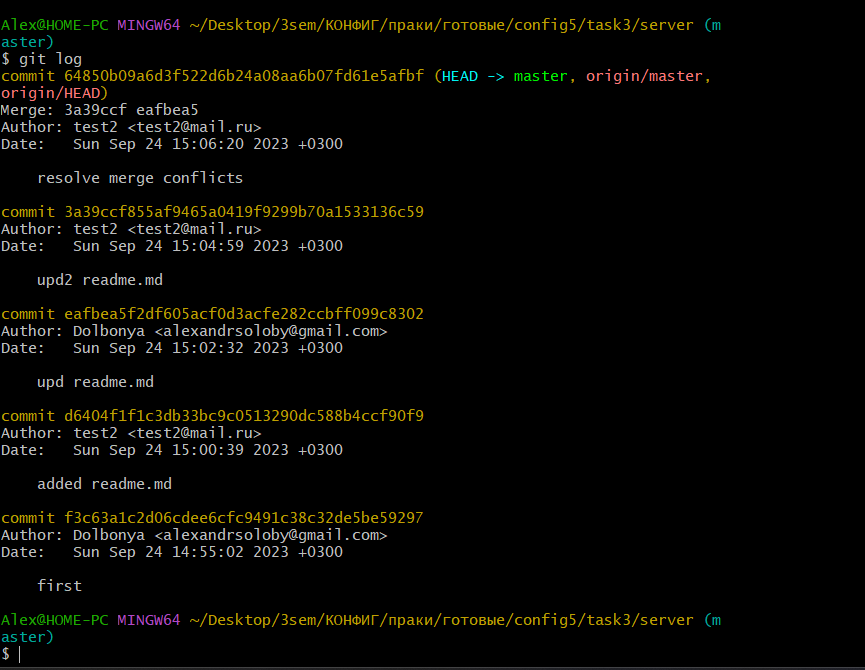 Alex@HOME-PC MINGW64 ~/Desktop/3sem/КОНФИГ/праки/готовые/config5/task3/server (m
aster)
$ git log
commit 64850b09a6d3f522d6b24a08aa6b07fd61e5afbf (HEAD -> master, origin/master,
origin/HEAD)
Merge: 3a39ccf eafbea5
Author: test2 <test2@mail.ru>
Date:   Sun Sep 24 15:06:20 2023 +0300

    resolve merge conflicts

commit 3a39ccf855af9465a0419f9299b70a1533136c59
Author: test2 <test2@mail.ru>
Date:   Sun Sep 24 15:04:59 2023 +0300

    upd2 readme.md

commit eafbea5f2df605acf0d3acfe282ccbff099c8302
Author: Dolbonya <alexandrsoloby@gmail.com>
Date:   Sun Sep 24 15:02:32 2023 +0300

    upd readme.md

commit d6404f1f1c3db33bc9c0513290dc588b4ccf90f9
Author: test2 <test2@mail.ru>
Date:   Sun Sep 24 15:00:39 2023 +0300

    added readme.md

commit f3c63a1c2d06cdee6cfc9491c38c32de5be59297
Author: Dolbonya <alexandrsoloby@gmail.com>
Date:   Sun Sep 24 14:55:02 2023 +0300

    first

Alex@HOME-PC MINGW64 ~/Desktop/3sem/КОНФИГ/праки/готовые/config5/task3/server (m
aster)
$